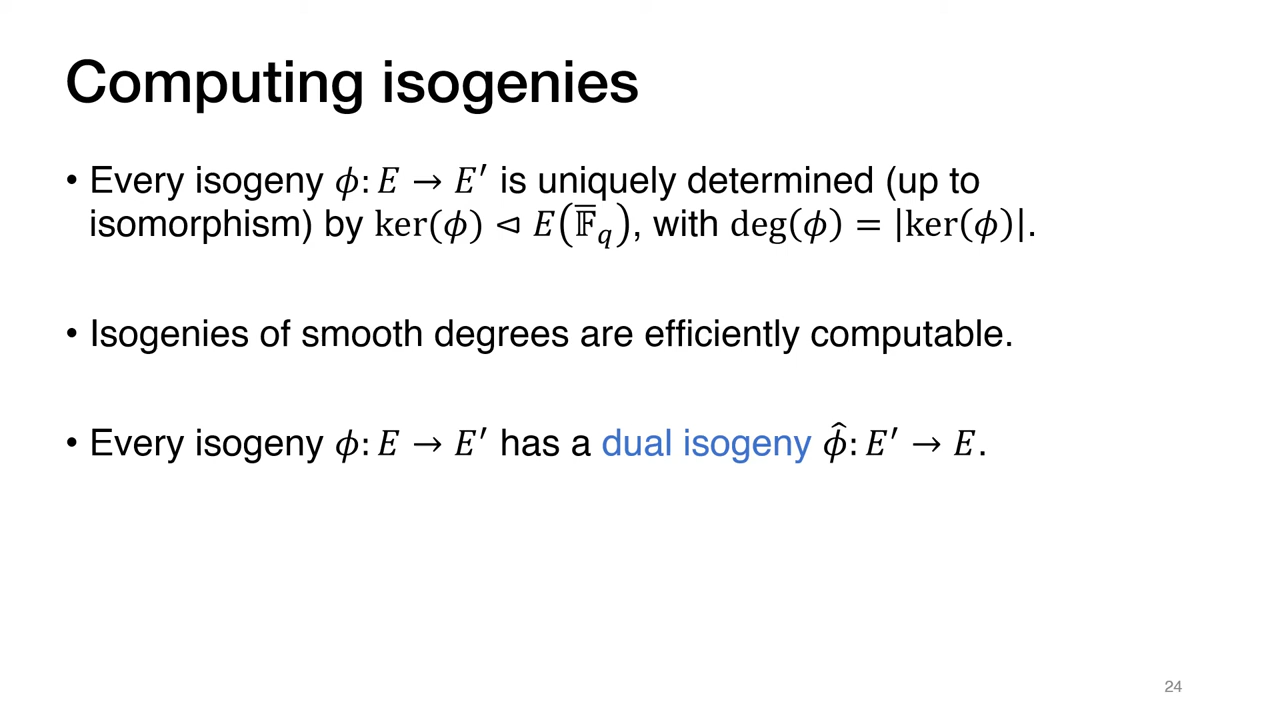 Computing isogenies
• Every isogeny 𝜙: 𝐸 → 𝐸′ is uniquely determined (up to
isomorphism) by ker(𝜙) ⊲ 𝐸(𝔽̅_𝑞), with deg(𝜙) = |ker(𝜙)|.
• Isogenies of smooth degrees are efficiently computable.
• Every isogeny 𝜙: 𝐸 → 𝐸′ has a dual isogeny 𝜙̂: 𝐸′ → 𝐸.
24